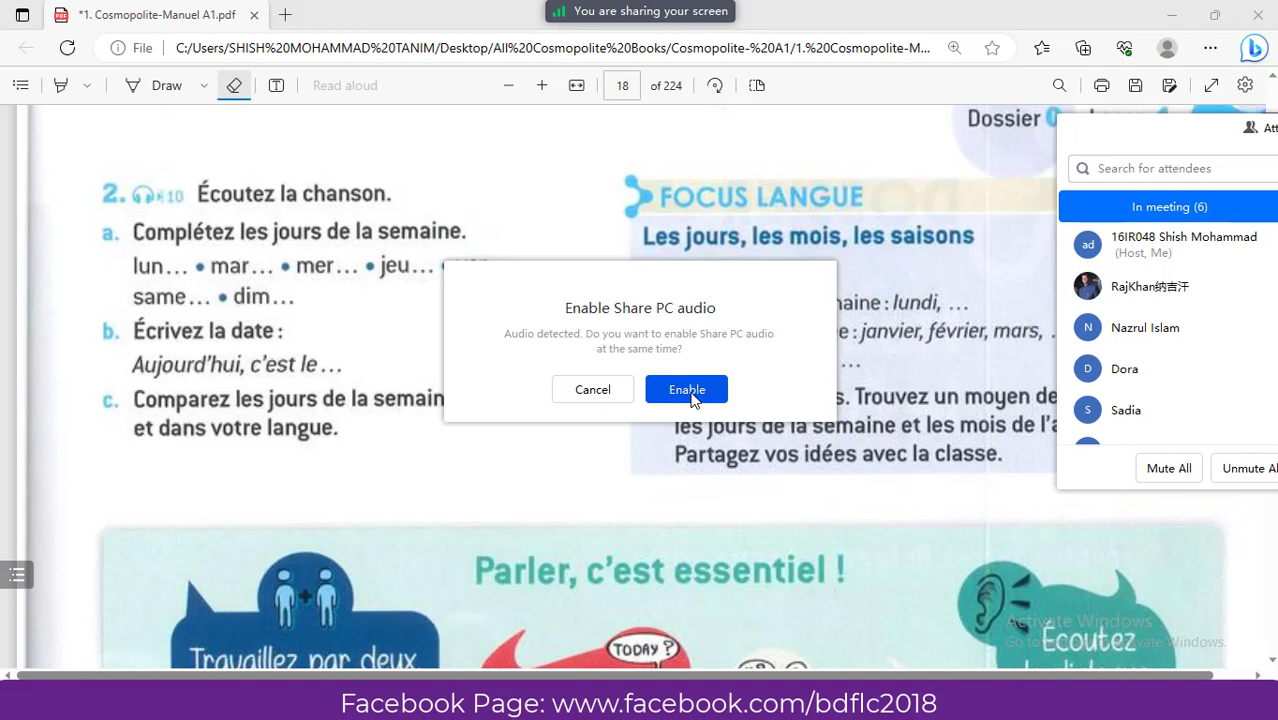 *1. Cosmopolite-Manuel A1.pdf
You are sharing your screen
File C:/Users/SHISH%20MOHAMMAD%20TANIM/Desktop/All%20Cosmopolite%20Books/Cosmopolite-%20A1/1.%20Cosmopolite-M...
Draw
Read aloud
18 of 224
Dossier
2. 10 Écoutez la chanson.
a. Complétez les jours de la semaine.
lun... • mar... • mer... • jeu... •
same... • dim...
b. Écrivez la date :
Aujourd'hui, c'est le...
c. Comparez les jours de la semain
et dans votre langue.
FOCUS LANGUE
Les jours, les mois, les saisons
maine : lundi, ...
e : janvier, février, mars,
...
s. Trouvez un moyen de
les jours de la semaine et les mois de l'a
Partagez vos idées avec la classe.
Enable Share PC audio
Audio detected. Do you want to enable Share PC audio
at the same time?
Cancel
Enable
Att
Search for attendees
In meeting (6)
16IR048 Shish Mohammad
(Host, Me)
RajKhan纳吉汗
N Nazrul Islam
D Dora
S Sadia
ad
Mute All
Unmute Al
Parler, c'est essentiel !
Travaillez par deux
TODAY ?
Écoutez
Activate Windows
Facebook Page: www.facebook.com/bdflc2018